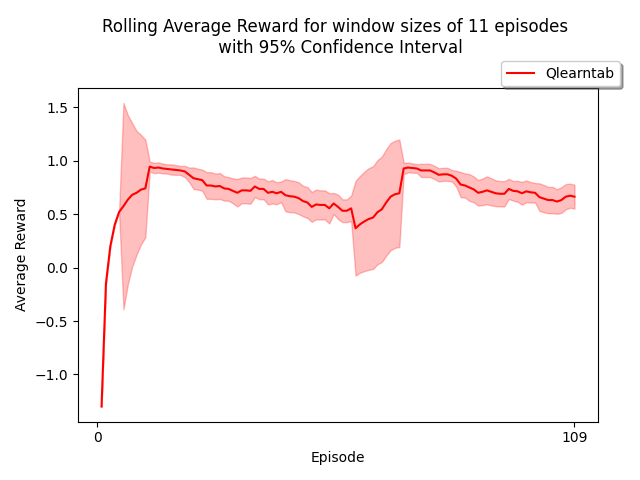 Rolling Average Reward for window sizes of 11 episodes
with 95% Confidence Interval
Qlearntab
1.5
1.0
0.5
0.0
−0.5
−1.0
Average Reward
0
109
Episode